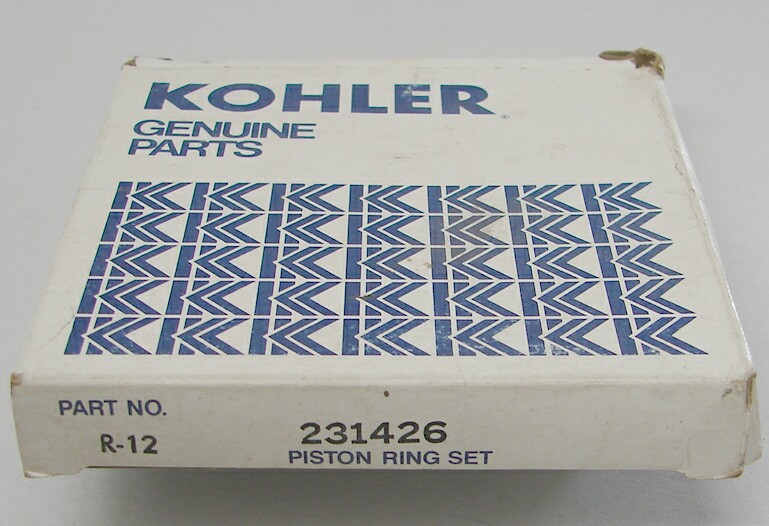 KOHLER
GENUINE
PARTS
PART NO.
R-12
231426
PISTON RING SET